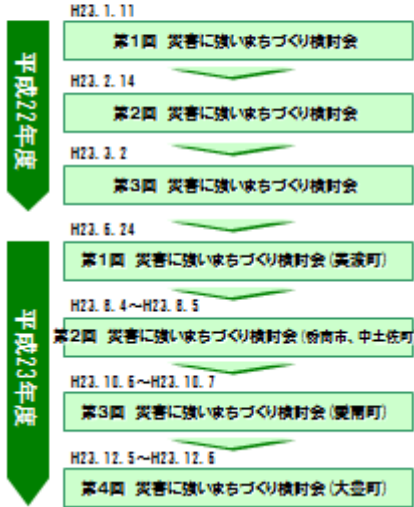 平成22年度
H23.1.11
第1回 災害に強いまちづくり検討会
H23.2.14
第2回 災害に強いまちづくり検討会
H23.3.2
第3回 災害に強いまちづくり検討会
平成23年度
H23.6.24
第1回 災害に強いまちづくり検討会(美波町)
H23.8.4～H23.8.5
第2回 災害に強いまちづくり検討会(香南市、中土佐町
H23.10.6～H23.10.7
第3回 災害に強いまちづくり検討会(愛南町)
H23.12.5～H23.12.6
第4回 災害に強いまちづくり検討会(大豊町)